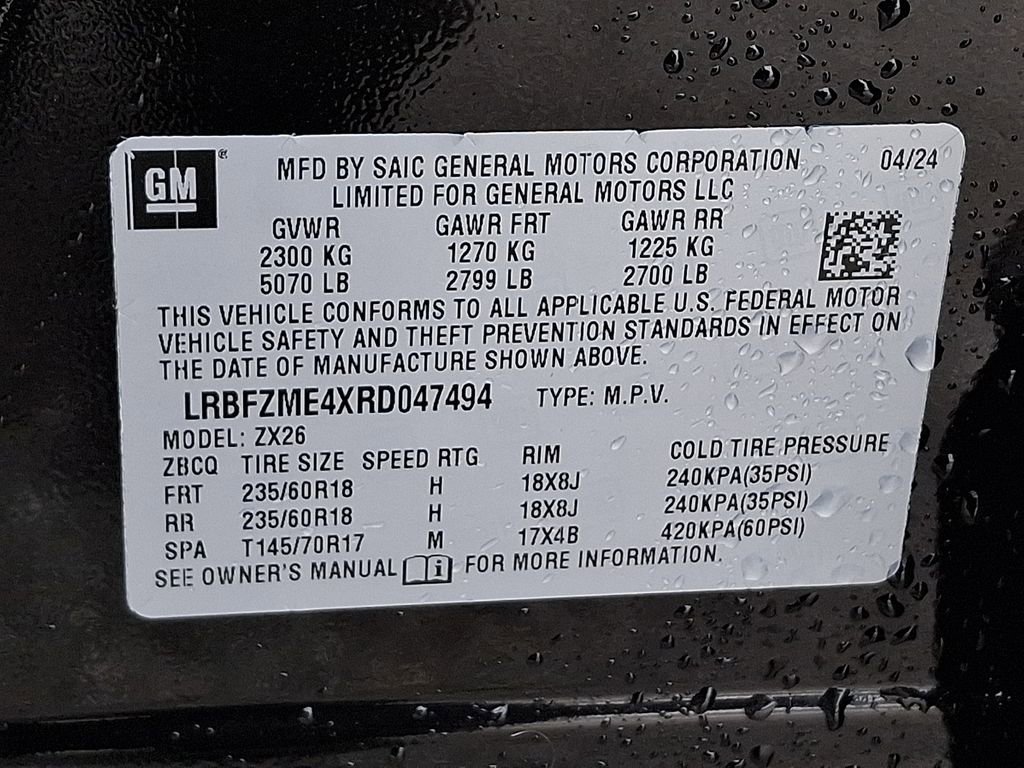 GM ®
MFD BY SAIC GENERAL MOTORS CORPORATION 04/24
LIMITED FOR GENERAL MOTORS LLC
GVWR GAWR FRT GAWR RR
2300 KG 1270 KG 1225 KG
5070 LB 2799 LB 2700 LB
THIS VEHICLE CONFORMS TO ALL APPLICABLE U.S. FEDERAL MOTOR
VEHICLE SAFETY AND THEFT PREVENTION STANDARDS IN EFFECT ON
THE DATE OF MANUFACTURE SHOWN ABOVE.
LRBFZME4XRD047494 TYPE: M.P.V.
MODEL: ZX26
ZBCQ TIRE SIZE SPEED RTG RIM COLD TIRE PRESSURE
FRT 235/60R18 H 18X8J 240KPA(35PSI)
RR 235/60R18 H 18X8J 240KPA(35PSI)
SPA T145/70R17 M 17X4B 420KPA(60PSI)
SEE OWNER'S MANUAL i FOR MORE INFORMATION.